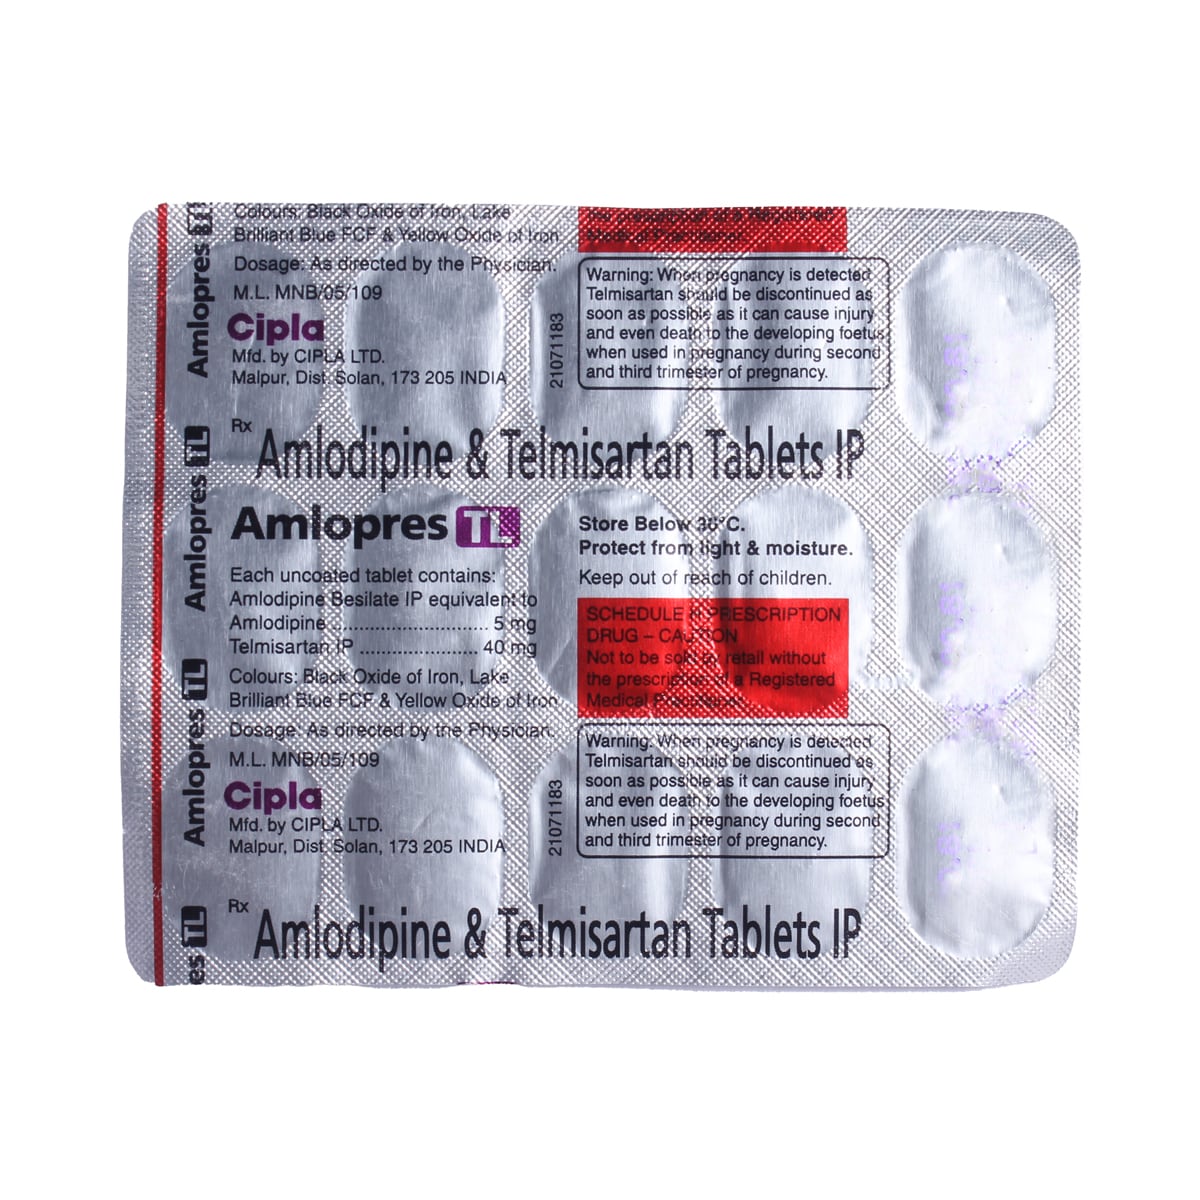 Colours: Black Oxide of Iron, Lake
Brilliant Blue FCF & Yellow Oxide of Iron
Dosage: As directed by the Physician.
M.L. MNB/05/109
Cipla
Mfd. by CIPLA LTD.
Malpur, Dist. Solan, 173 205 INDIA
21071183
Medical Practitioner
Warning: When pregnancy is detected
Telmisartan should be discontinued as
soon as possible as it can cause injury
and even death to the developing foetus
when used in pregnancy during second
and third trimester of pregnancy.
Rx
Amlodipine & Telmisartan Tablets IP
Amlopres TL
Each uncoated tablet contains:
Amlodipine Besilate IP equivalent to
Amlodipine ............................ 5 mg
Telmisartan IP ...................... 40 mg
Colours: Black Oxide of Iron, Lake
Brilliant Blue FCF & Yellow Oxide of Iron
Dosage: As directed by the Physician.
M.L. MNB/05/109
Cipla
Mfd. by CIPLA LTD.
Malpur, Dist. Solan, 173 205 INDIA
21071183
Store Below 30°C.
Protect from light & moisture.
Keep out of reach of children.
SCHEDULE H PRESCRIPTION
DRUG – CAUTION
Not to be sold by retail without
the prescription of a Registered
Medical Practitioner
Warning: When pregnancy is detected
Telmisartan should be discontinued as
soon as possible as it can cause injury
and even death to the developing foetus
when used in pregnancy during second
and third trimester of pregnancy.
Rx
Amlodipine & Telmisartan Tablets IP
Amlopres TL
Amlopres TL
Amlopres TL
es TL